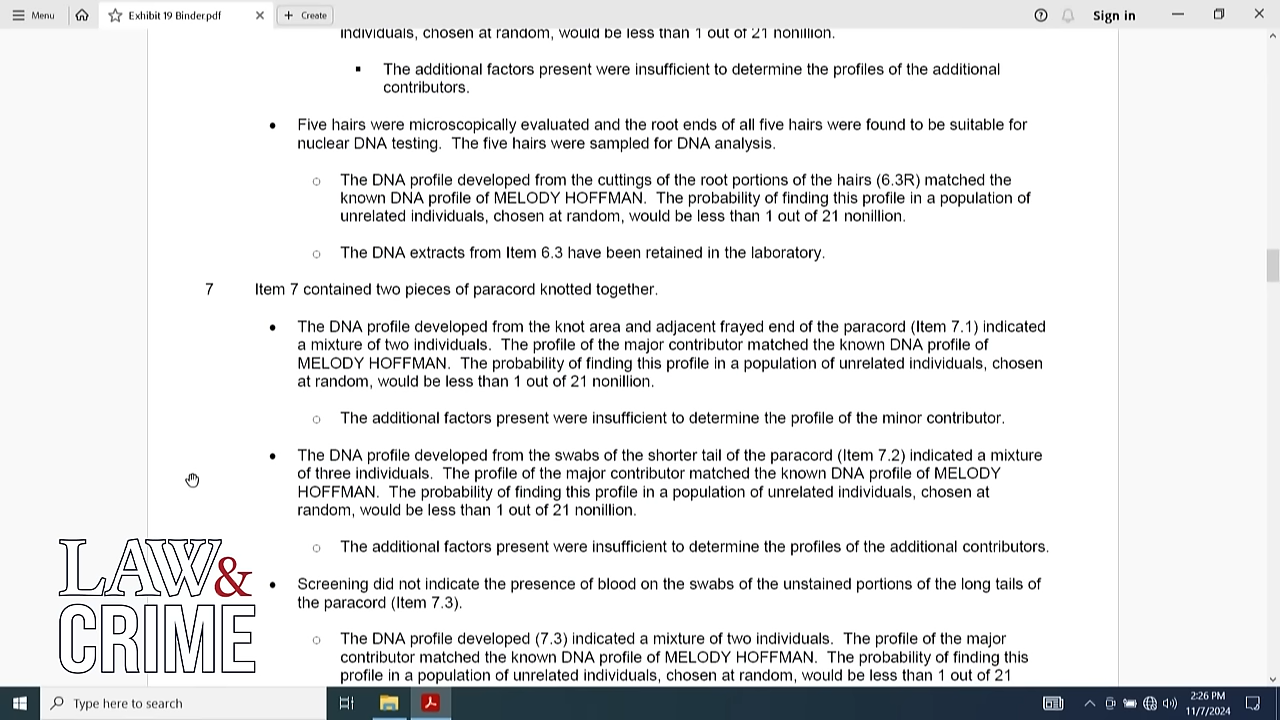 Menu
Exhibit 19 Binder.pdf
+ Create
Sign in
individuals, chosen at random, would be less than 1 out of 21 nonillion.
▪ The additional factors present were insufficient to determine the profiles of the additional
contributors.
• Five hairs were microscopically evaluated and the root ends of all five hairs were found to be suitable for
nuclear DNA testing. The five hairs were sampled for DNA analysis.
○ The DNA profile developed from the cuttings of the root portions of the hairs (6.3R) matched the
known DNA profile of MELODY HOFFMAN. The probability of finding this profile in a population of
unrelated individuals, chosen at random, would be less than 1 out of 21 nonillion.
○ The DNA extracts from Item 6.3 have been retained in the laboratory.
7 Item 7 contained two pieces of paracord knotted together.
• The DNA profile developed from the knot area and adjacent frayed end of the paracord (Item 7.1) indicated
a mixture of two individuals. The profile of the major contributor matched the known DNA profile of
MELODY HOFFMAN. The probability of finding this profile in a population of unrelated individuals, chosen
at random, would be less than 1 out of 21 nonillion.
○ The additional factors present were insufficient to determine the profile of the minor contributor.
• The DNA profile developed from the swabs of the shorter tail of the paracord (Item 7.2) indicated a mixture
of three individuals. The profile of the major contributor matched the known DNA profile of MELODY
HOFFMAN. The probability of finding this profile in a population of unrelated individuals, chosen at
random, would be less than 1 out of 21 nonillion.
○ The additional factors present were insufficient to determine the profiles of the additional contributors.
• Screening did not indicate the presence of blood on the swabs of the unstained portions of the long tails of
the paracord (Item 7.3).
○ The DNA profile developed (7.3) indicated a mixture of two individuals. The profile of the major
contributor matched the known DNA profile of MELODY HOFFMAN. The probability of finding this
profile in a population of unrelated individuals, chosen at random, would be less than 1 out of 21
LAW&
CRIME
Type here to search
2:26 PM
11/7/2024